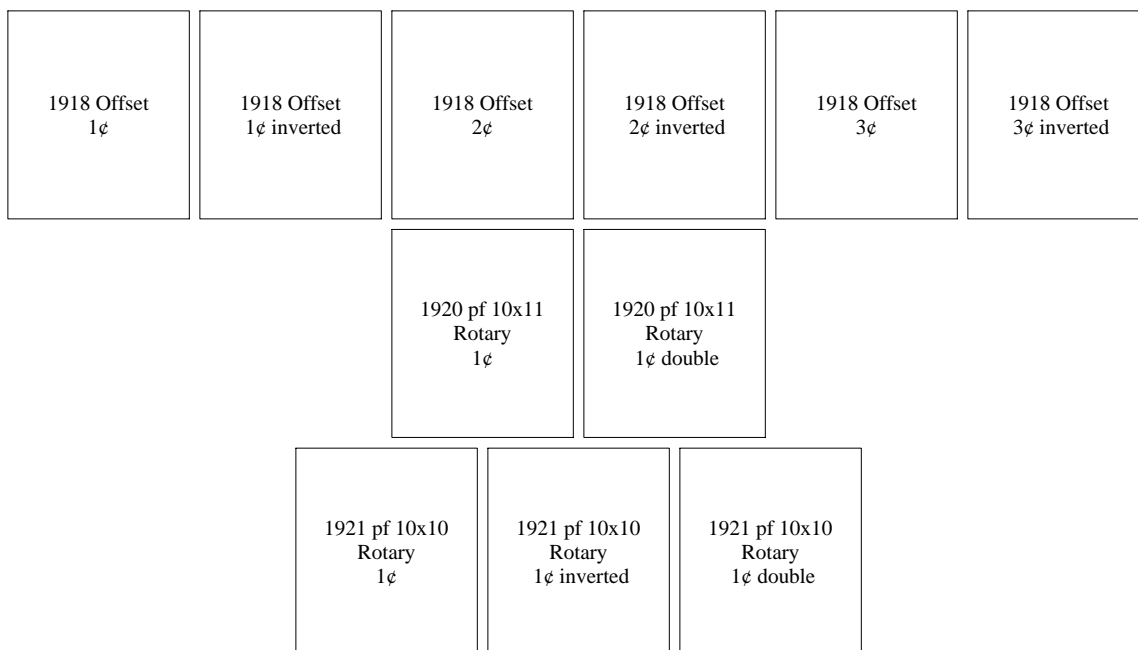 1918 Offset
1¢
1918 Offset
1¢ inverted
1918 Offset
2¢
1918 Offset
2¢ inverted
1918 Offset
3¢
1918 Offset
3¢ inverted
1920 pf 10x11
Rotary
1¢
1920 pf 10x11
Rotary
1¢ double
1921 pf 10x10
Rotary
1¢
1921 pf 10x10
Rotary
1¢ inverted
1921 pf 10x10
Rotary
1¢ double